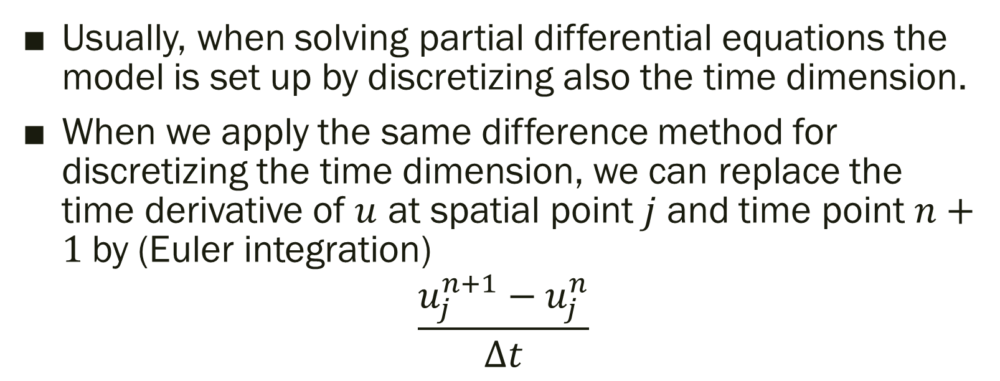 ■ Usually, when solving partial differential equations the
model is set up by discretizing also the time dimension.
■ When we apply the same difference method for
discretizing the time dimension, we can replace the
time derivative of 𝑢 at spatial point 𝑗 and time point 𝑛 +
1 by (Euler integration)
\frac{u_j^{n+1} - u_j^n}{\Delta t}